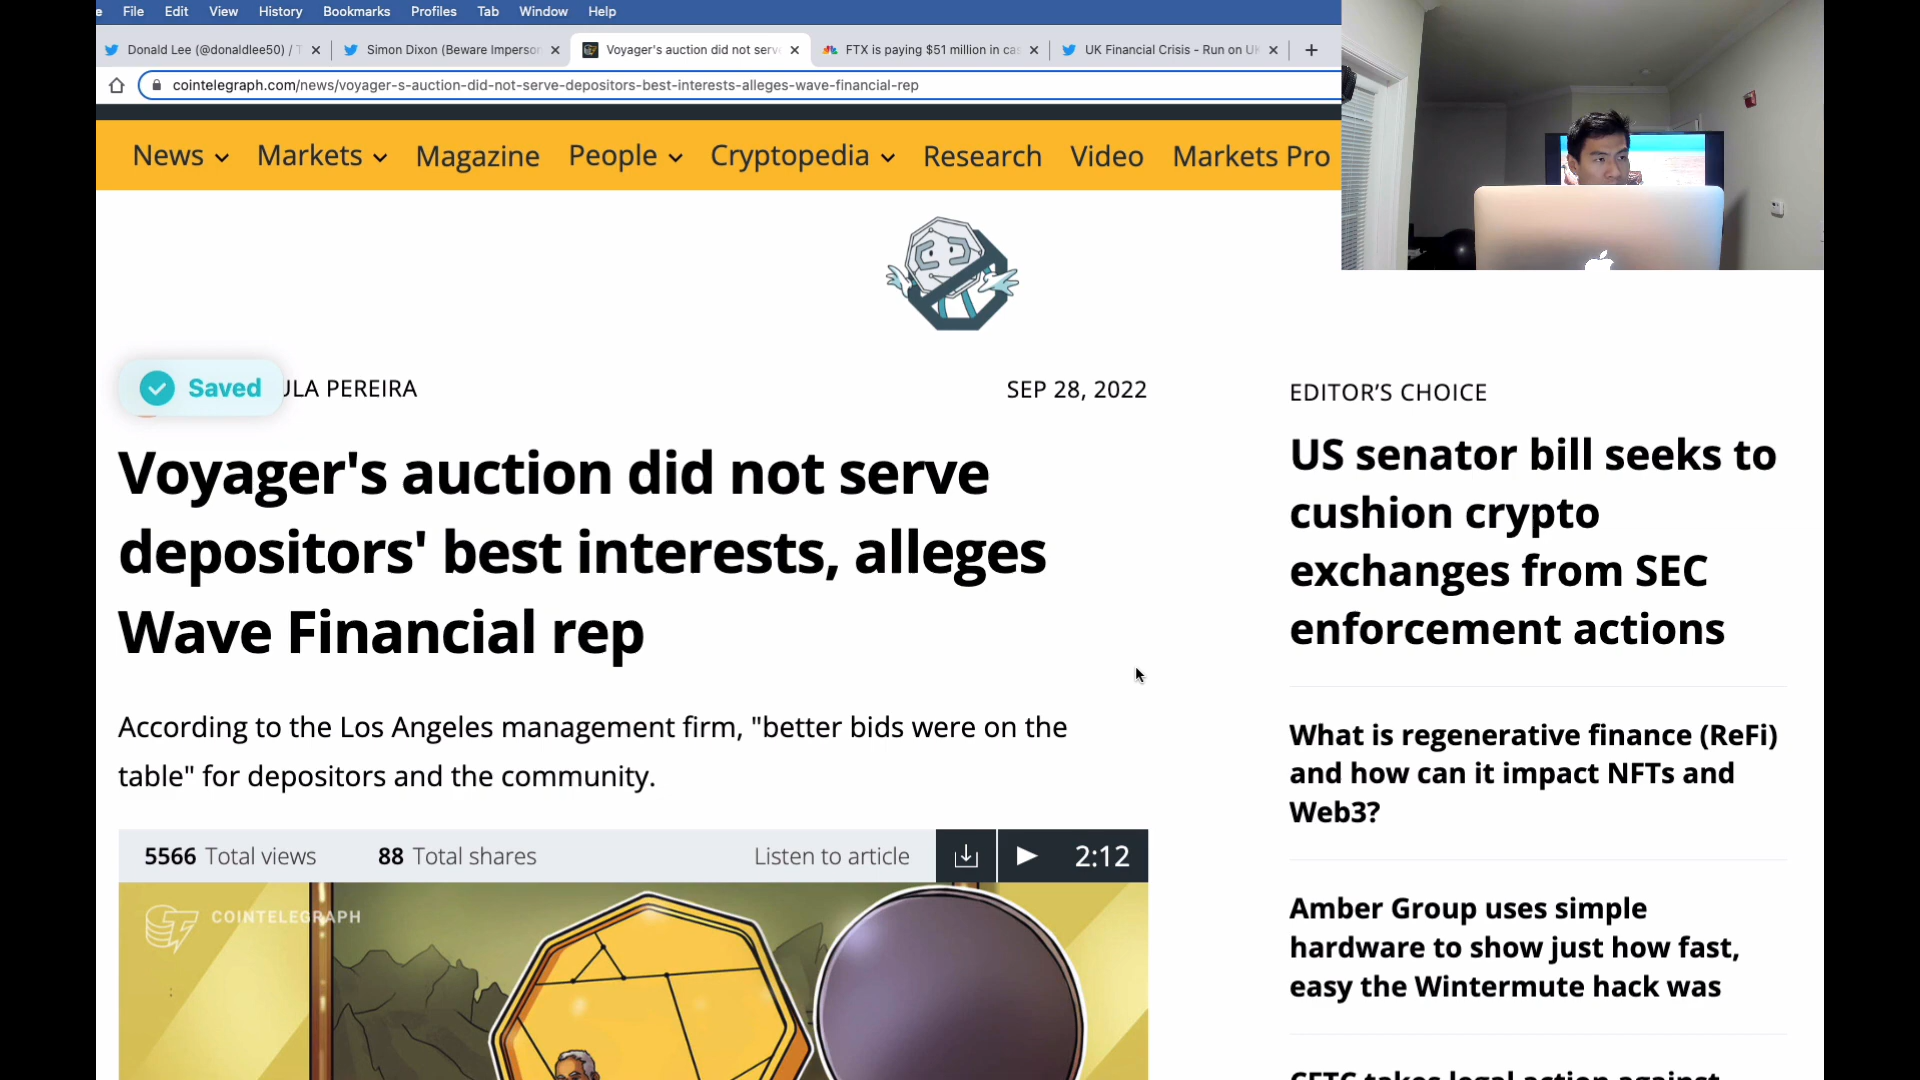 File Edit View History Bookmarks Profiles Tab Window Help
Donald Lee (@donaldlee50) / T
Simon Dixon (Beware Imperson
Voyager's auction did not serv
FTX is paying $51 million in ca
UK Financial Crisis - Run on U
cointelegraph.com/news/voyager-s-auction-did-not-serve-depositors-best-interests-alleges-wave-financial-rep
News Markets Magazine People Cryptopedia Research Video Markets Pro
Saved
ULA PEREIRA
SEP 28, 2022
Voyager's auction did not serve
depositors' best interests, alleges
Wave Financial rep
According to the Los Angeles management firm, "better bids were on the
table" for depositors and the community.
5566 Total views 88 Total shares Listen to article 2:12
COINTELEGRAPH
EDITOR'S CHOICE
US senator bill seeks to
cushion crypto
exchanges from SEC
enforcement actions
What is regenerative finance (ReFi)
and how can it impact NFTs and
Web3?
Amber Group uses simple
hardware to show just how fast,
easy the Wintermute hack was
CFTC takes legal action against